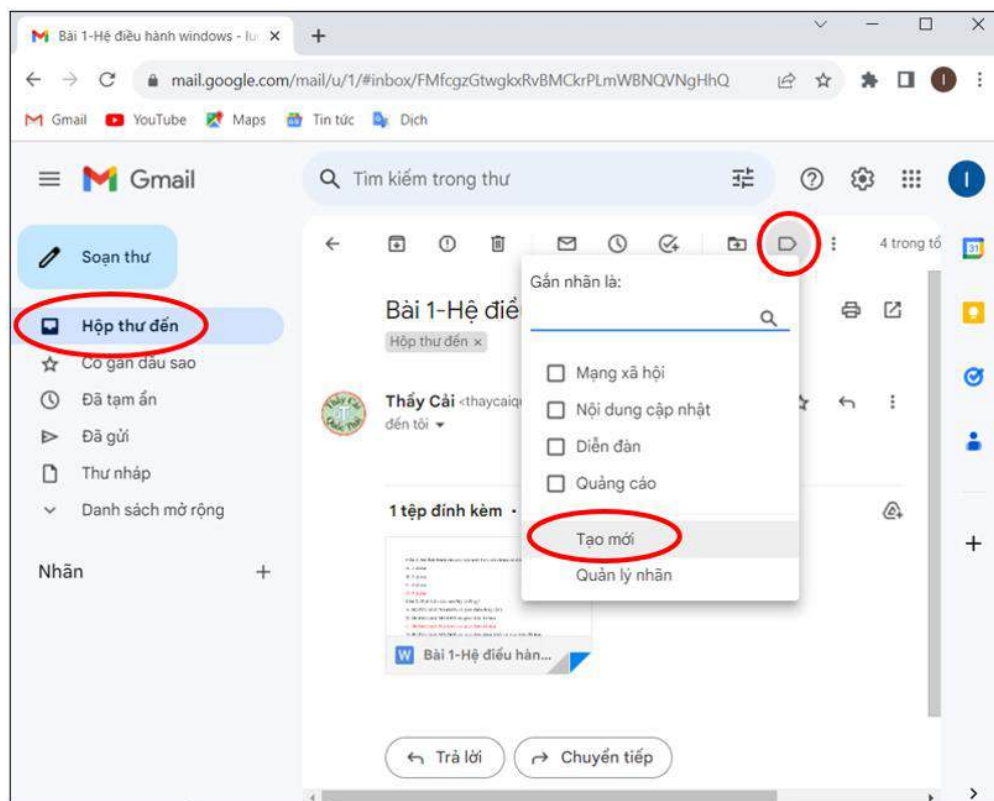 Bài 1-Hệ điều hành windows - lu
mail.google.com/mail/u/1/#inbox/FMfcgzGtwgkxRvBMCkrPLmWBNQVNgHhQ
I
Gmail YouTube Maps Tin tức Dịch
Gmail
Tìm kiếm trong thư
I
Soạn thư
4 trong tổ
31
Gắn nhãn là:
Bài 1-Hệ điề
Hộp thư đến ×
Hộp thư đến
Có gắn dấu sao
Đã tạm ẩn
Đã gửi
Thư nháp
Danh sách mở rộng
Nhãn +
Mạng xã hội
Nội dung cập nhật
Diễn đàn
Quảng cáo
Tạo mới
Quản lý nhãn
Thầy Cải <thaycaiq
đến tôi
1 tệp đính kèm ·
W Bài 1-Hệ điều hàn...
Trả lời
Chuyển tiếp